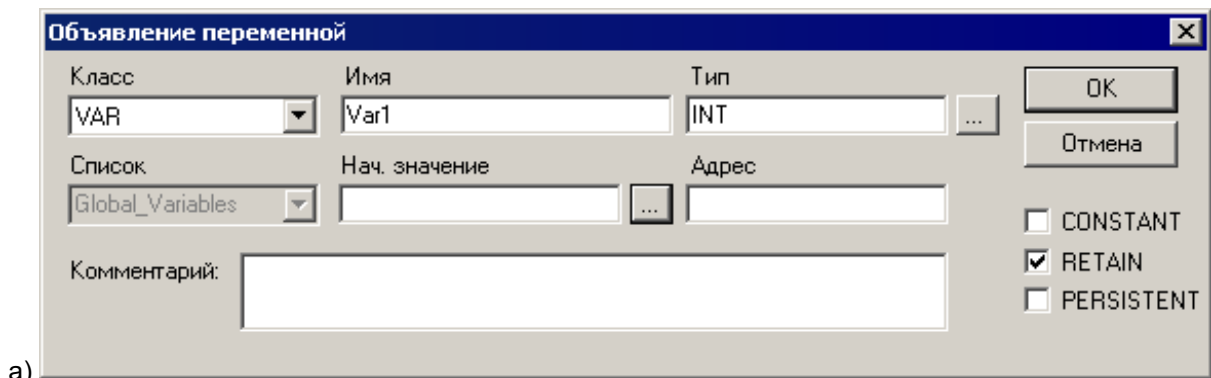 Объявление переменной
Класс Имя Тип
VAR Var1 INT ... OK
Отмена
Список Нач. значение Адрес
Global_Variables ...
CONSTANT
Комментарий: RETAIN
PERSISTENT
а)